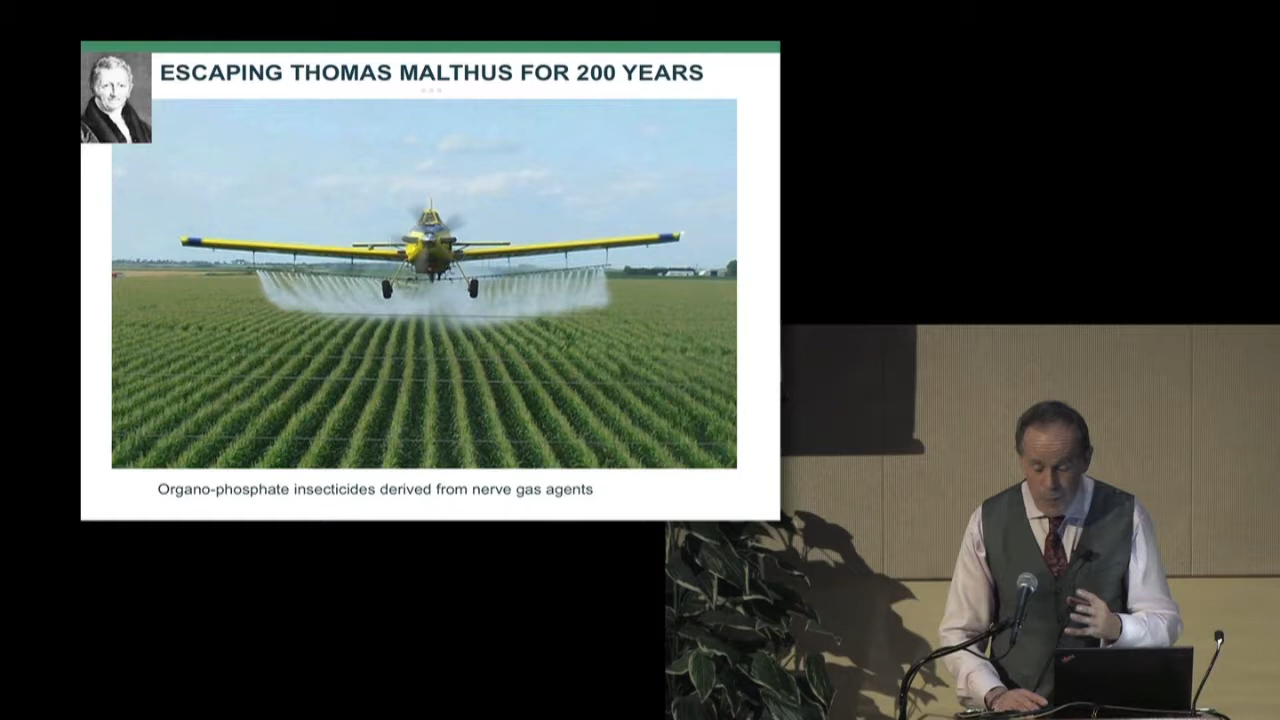 ESCAPING THOMAS MALTHUS FOR 200 YEARS
Organo-phosphate insecticides derived from nerve gas agents